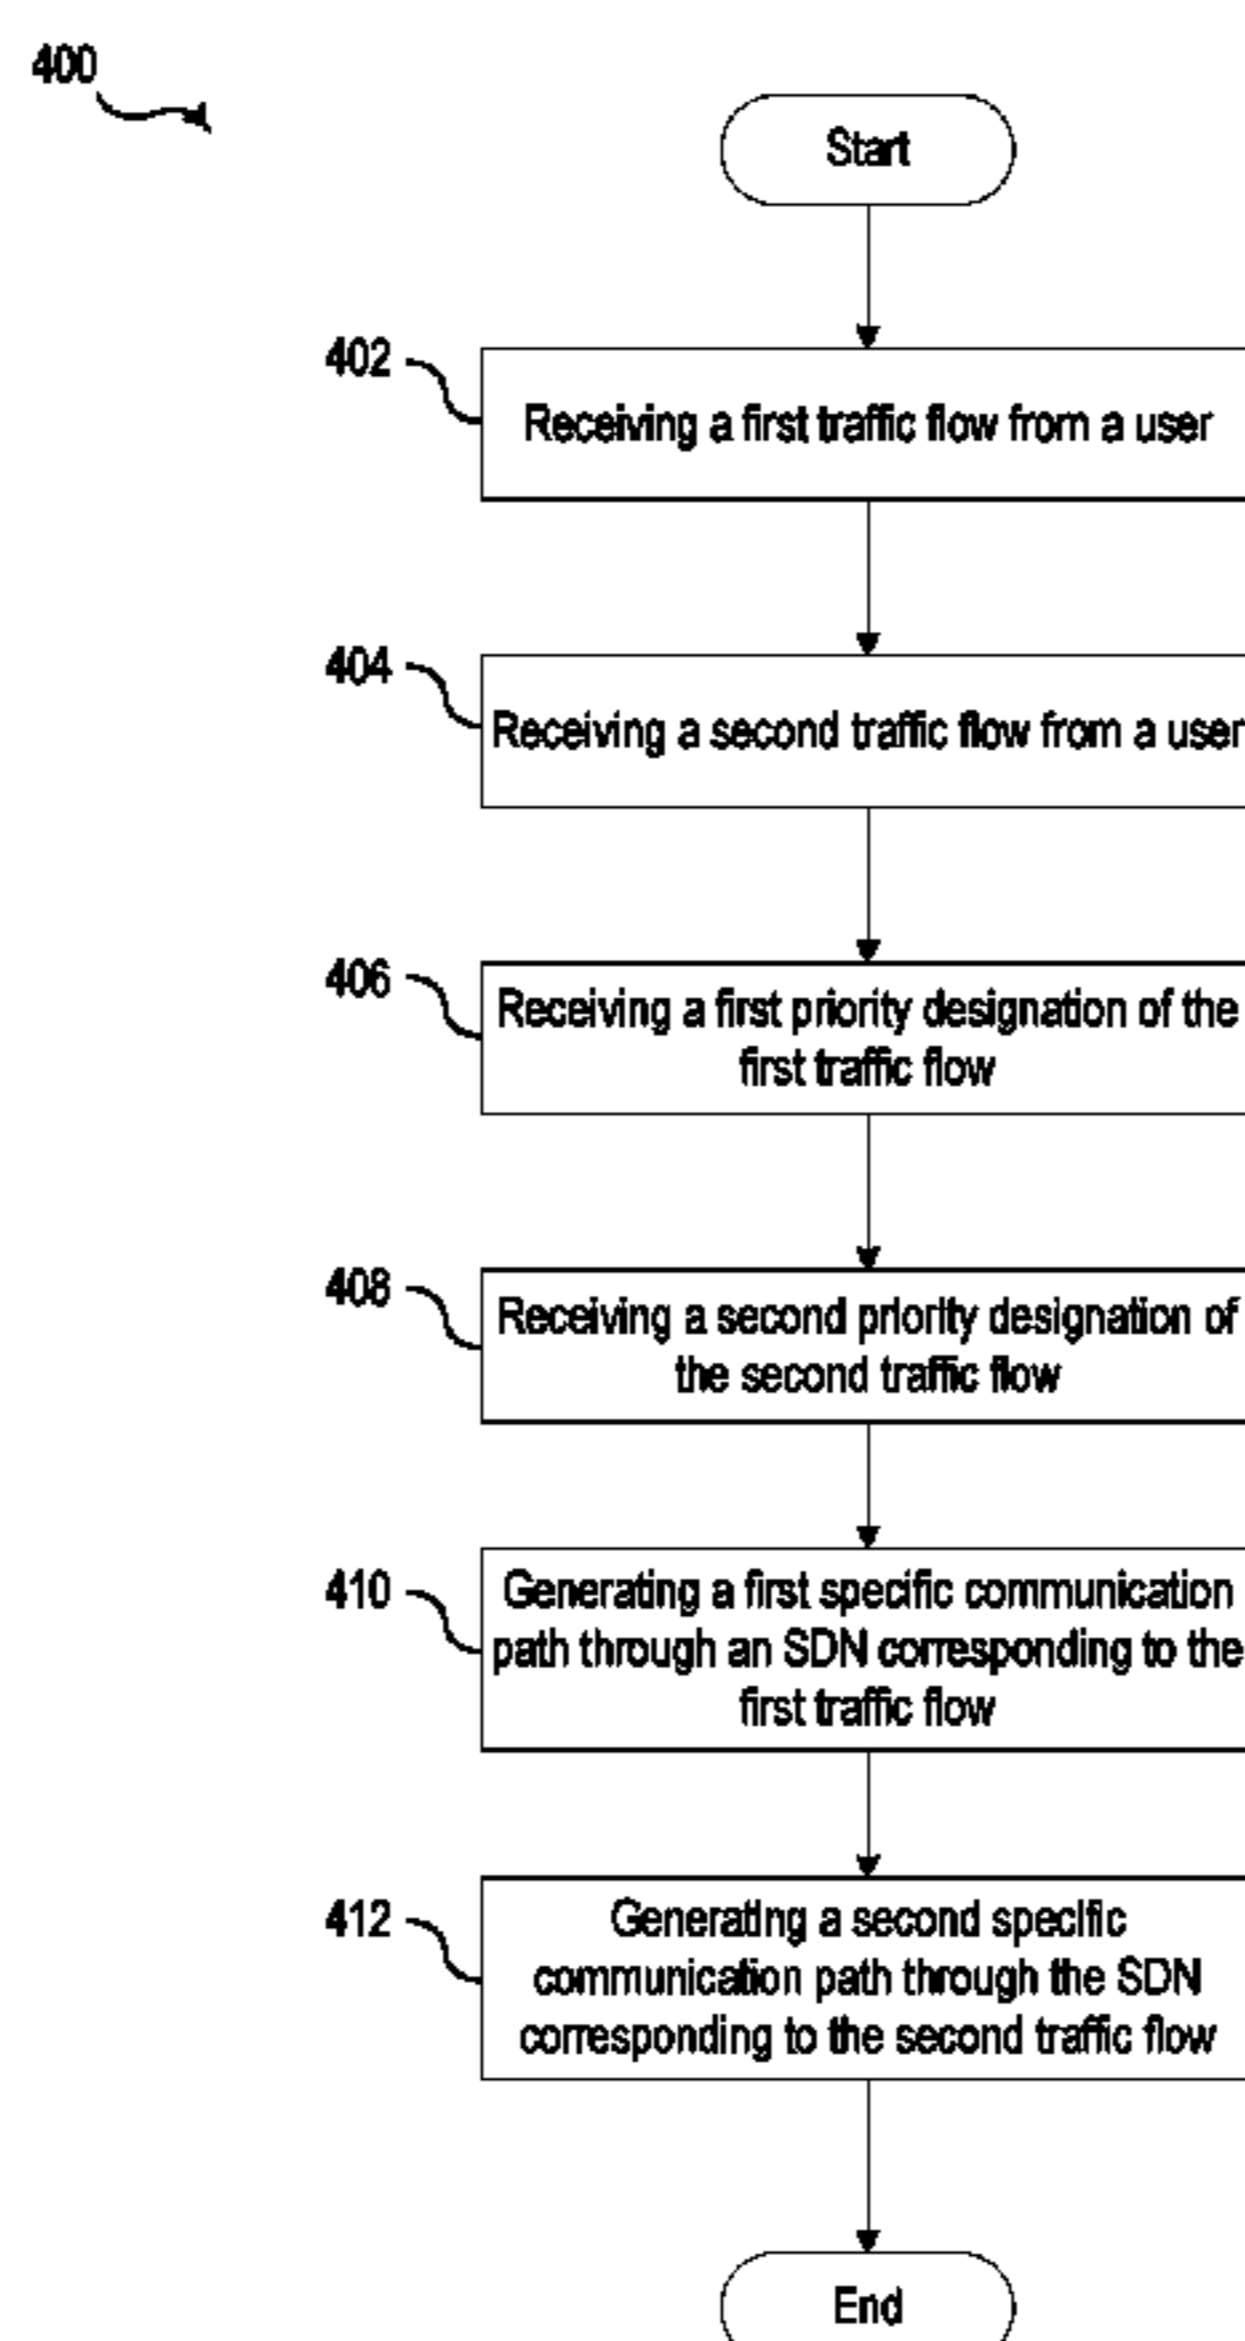 400
Start
402
Receiving a first traffic flow from a user
404
Receiving a second traffic flow from a user
406
Receiving a first priority designation of the
first traffic flow
408
Receiving a second priority designation of
the second traffic flow
410
Generating a first specific communication
path through an SDN corresponding to the
first traffic flow
412
Generating a second specific
communication path through the SDN
corresponding to the second traffic flow
End